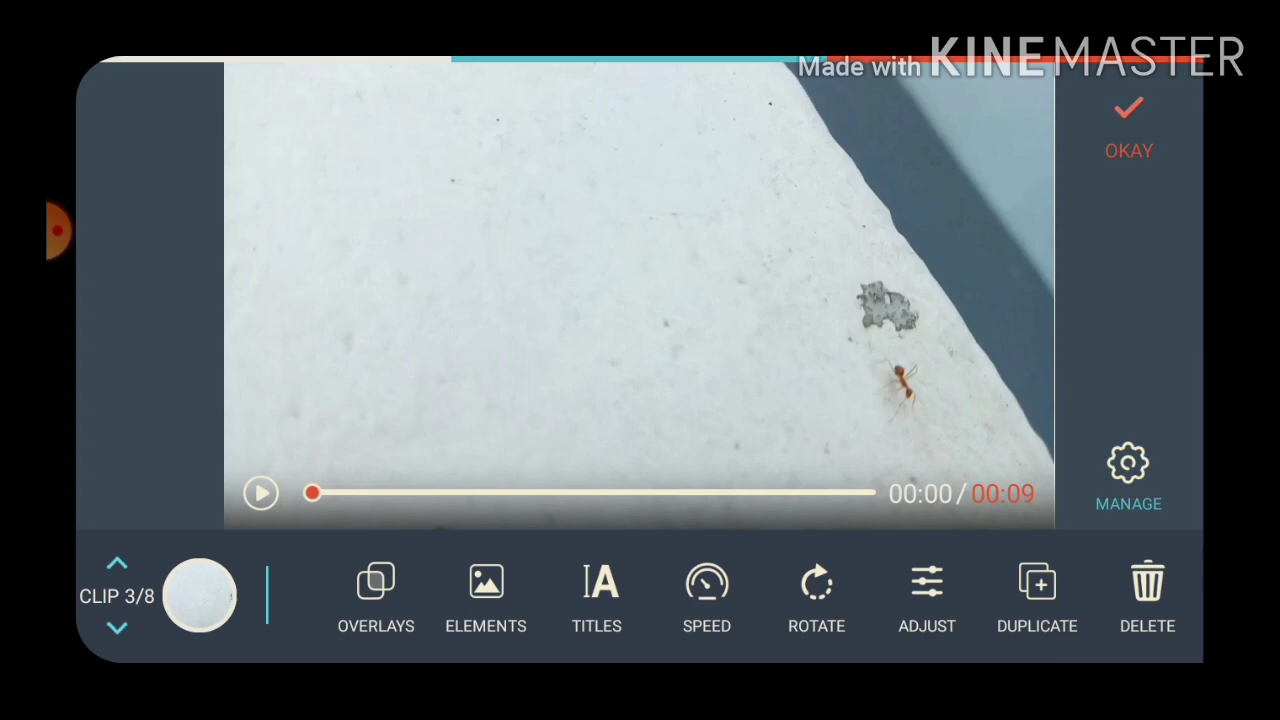 Made with KINEMASTER
OKAY
00:00 / 00:09
MANAGE
CLIP 3/8
OVERLAYS ELEMENTS TITLES SPEED ROTATE ADJUST DUPLICATE DELETE